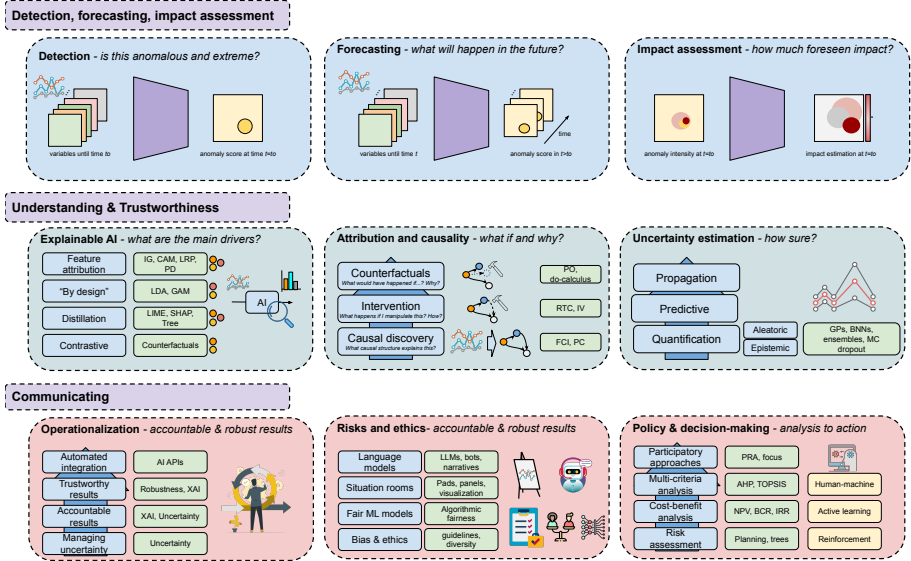 Detection, forecasting, impact assessment
Detection - is this anomalous and extreme?
variables until time to
anomaly score at time t=to
Forecasting - what will happen in the future?
variables until time t
time
anomaly score in t'>to
Impact assessment - how much foreseen impact?
anomaly intensity at t=to
impact estimation at t=to
Understanding & Trustworthiness
Explainable AI - what are the main drivers?
Feature
attribution
IG, CAM, LRP,
PD
“By design”
LDA, GAM
Distillation
LIME, SHAP,
Tree
Contrastive
Counterfactuals
AI
Attribution and causality - what if and why?
Counterfactuals
What would have happened if...? Why?
PO,
do-calculus
Intervention
What happens if I manipulate this? How?
RTC, IV
Causal discovery
What causal structure explains this?
FCI, PC
Uncertainty estimation - how sure?
Propagation
Predictive
Quantification
Aleatoric
Epistemic
GPs, BNNs,
ensembles, MC
dropout
Communicating
Operationalization - accountable & robust results
Automated
integration
AI APIs
Trustworthy
results
Robustness, XAI
Accountable
results
XAI, Uncertainty
Managing
uncertainty
Uncertainty
Risks and ethics- accountable & robust results
Language
models
LLMs, bots,
narratives
Situation rooms
Pads, panels,
visualization
Fair ML models
Algorithmic
fairness
Bias & ethics
guidelines,
diversity
Policy & decision-making - analysis to action
Participatory
approaches
PRA, focus
Multi-criteria
analysis
AHP, TOPSIS
Human-machine
Cost-benefit
analysis
NPV, BCR, IRR
Active learning
Risk
assessment
Planning, trees
Reinforcement